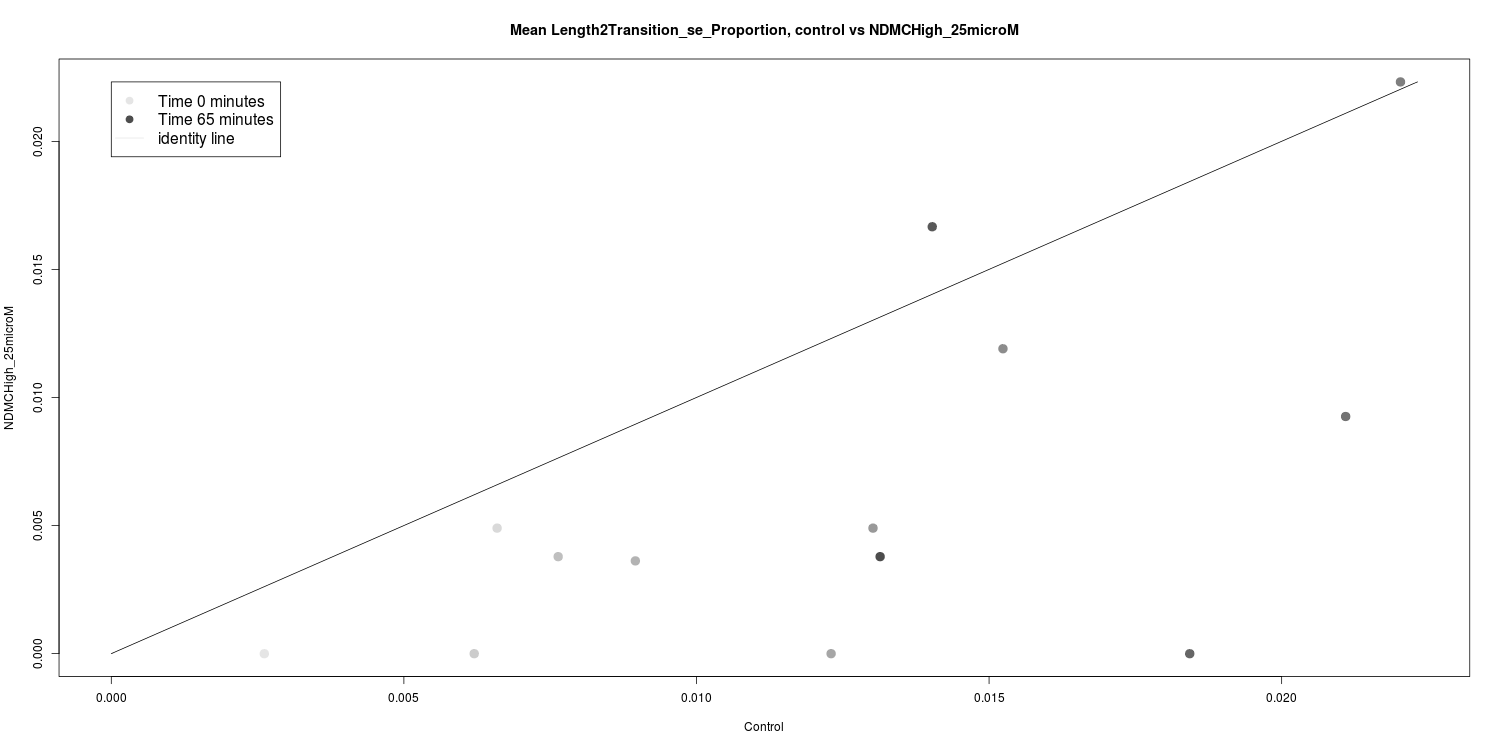 Mean Length2Transition_se_Proportion, control vs NDMCHigh_25microM
Time 0 minutes
Time 65 minutes
identity line
NDMCHigh_25microM
0.020
0.015
0.010
0.005
0.000
0.000 0.005 0.010 0.015 0.020
Control